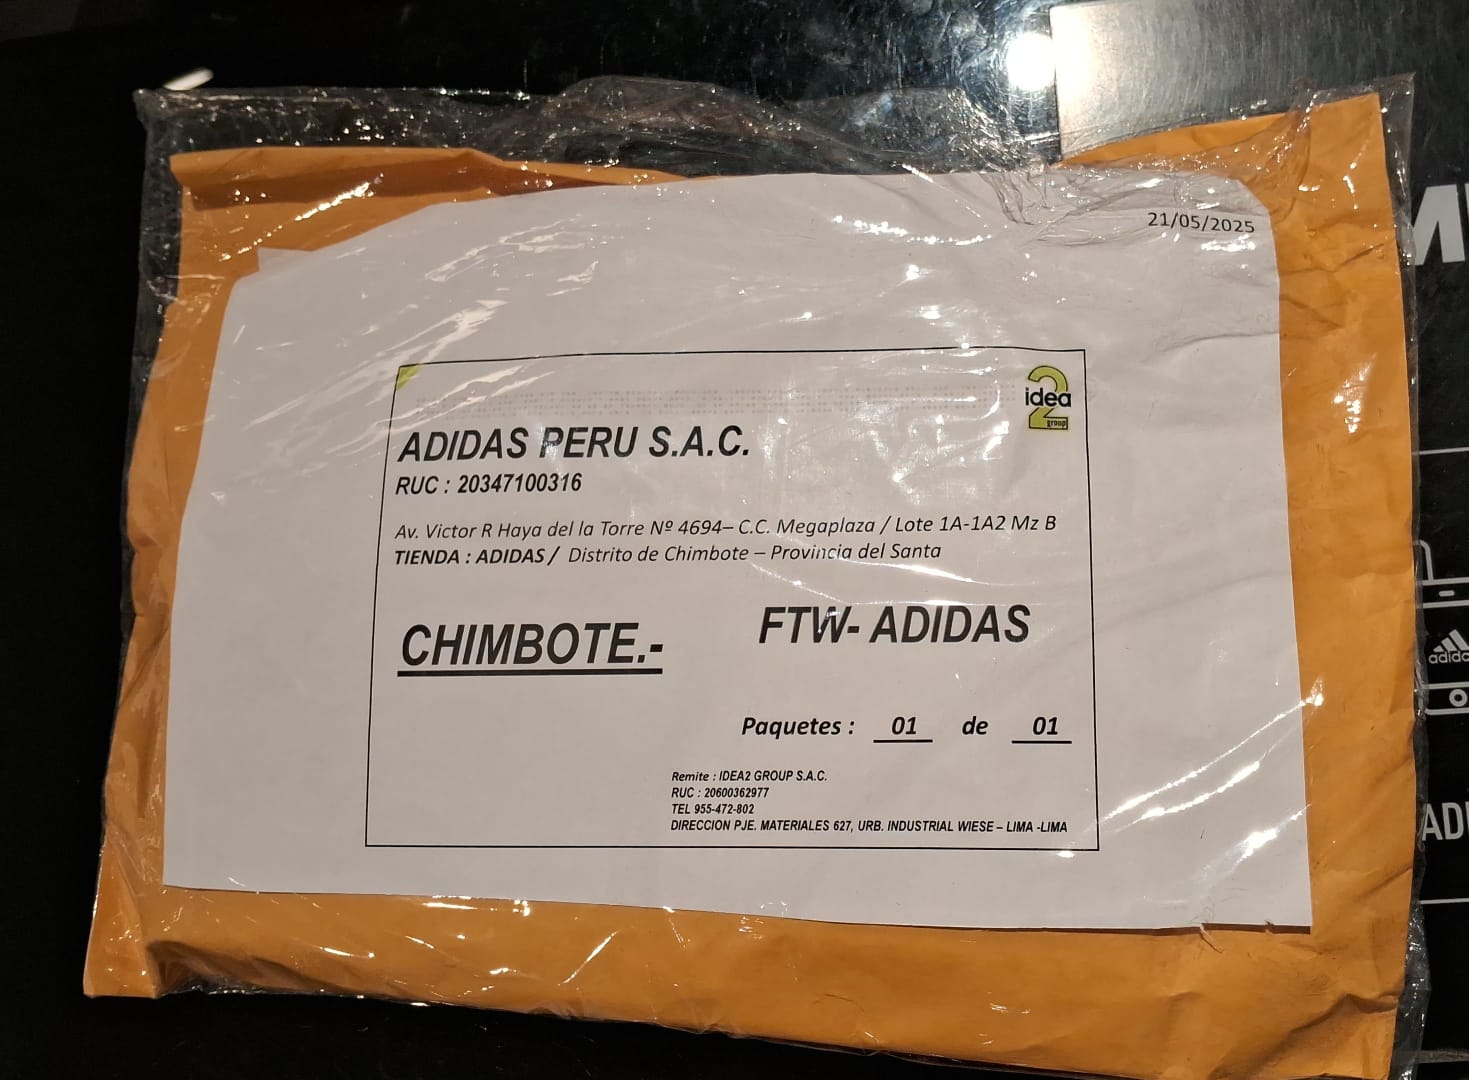 21/05/2025
idea
2
group
ADIDAS PERU S.A.C.
RUC : 20347100316
Av. Victor R Haya del la Torre Nº 4694– C.C. Megaplaza / Lote 1A-1A2 Mz B
TIENDA : ADIDAS / Distrito de Chimbote – Provincia del Santa
CHIMBOTE.-
FTW- ADIDAS
Paquetes : 01 de 01
Remite : IDEA2 GROUP S.A.C.
RUC : 20600362977
TEL 955-472-802
DIRECCION PJE. MATERIALES 627, URB. INDUSTRIAL WIESE – LIMA -LIMA